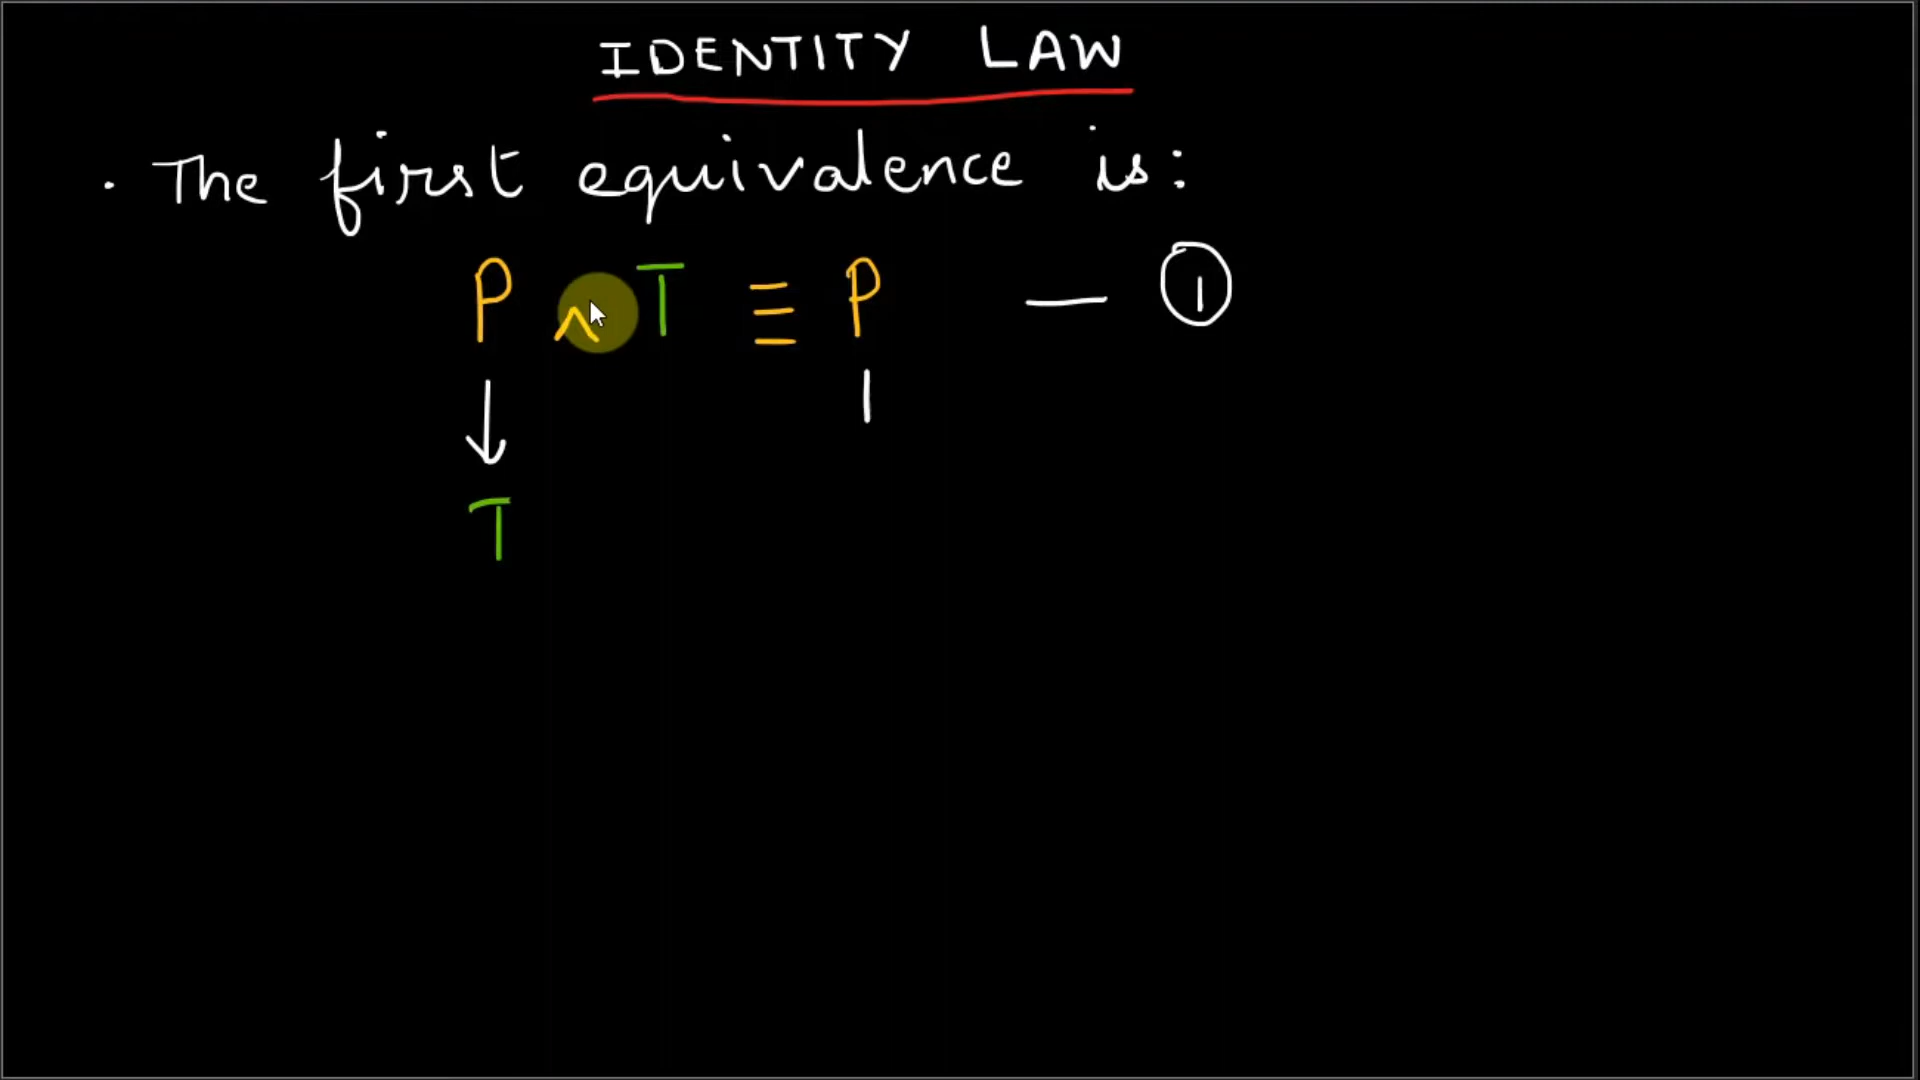 IDENTITY LAW
· The first equivalence is:
P ∧ T ≡ P — ①
↓ |
T